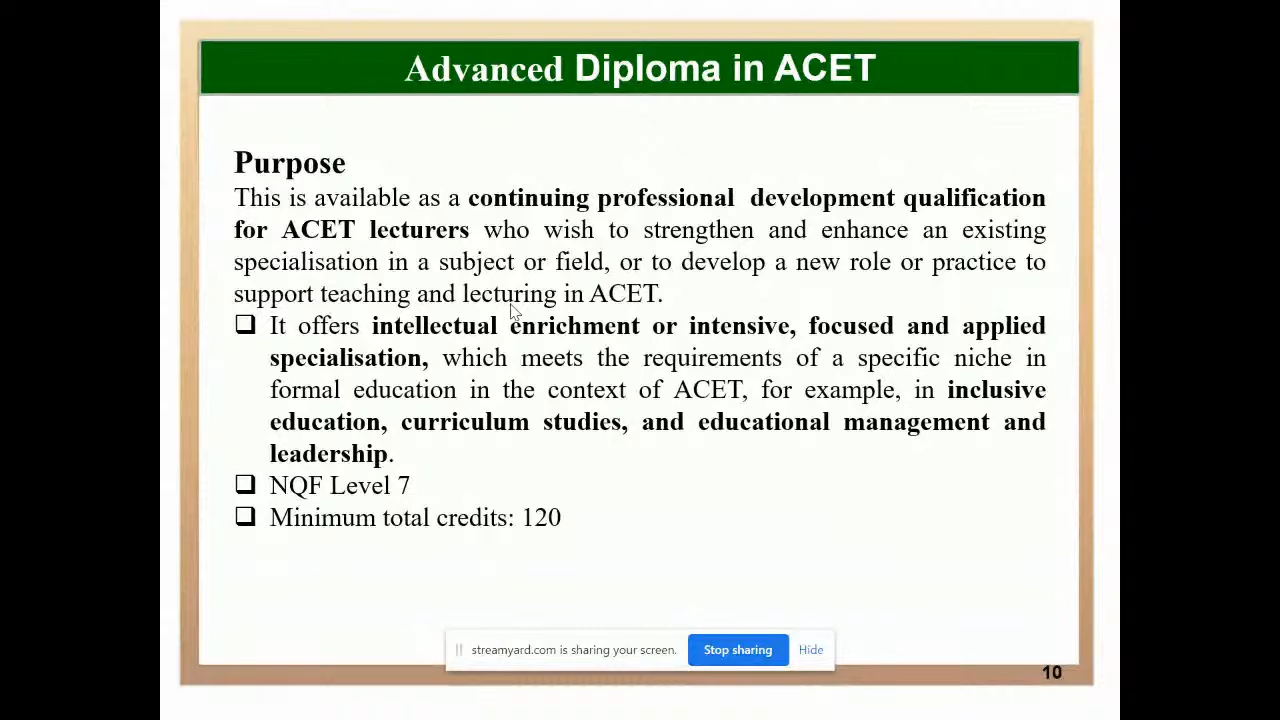 Advanced Diploma in ACET
Purpose
This is available as a continuing professional development qualification
for ACET lecturers who wish to strengthen and enhance an existing
specialisation in a subject or field, or to develop a new role or practice to
support teaching and lecturing in ACET.
❑ It offers intellectual enrichment or intensive, focused and applied
specialisation, which meets the requirements of a specific niche in
formal education in the context of ACET, for example, in inclusive
education, curriculum studies, and educational management and
leadership.
❑ NQF Level 7
❑ Minimum total credits: 120
streamyard.com is sharing your screen. Stop sharing Hide
10